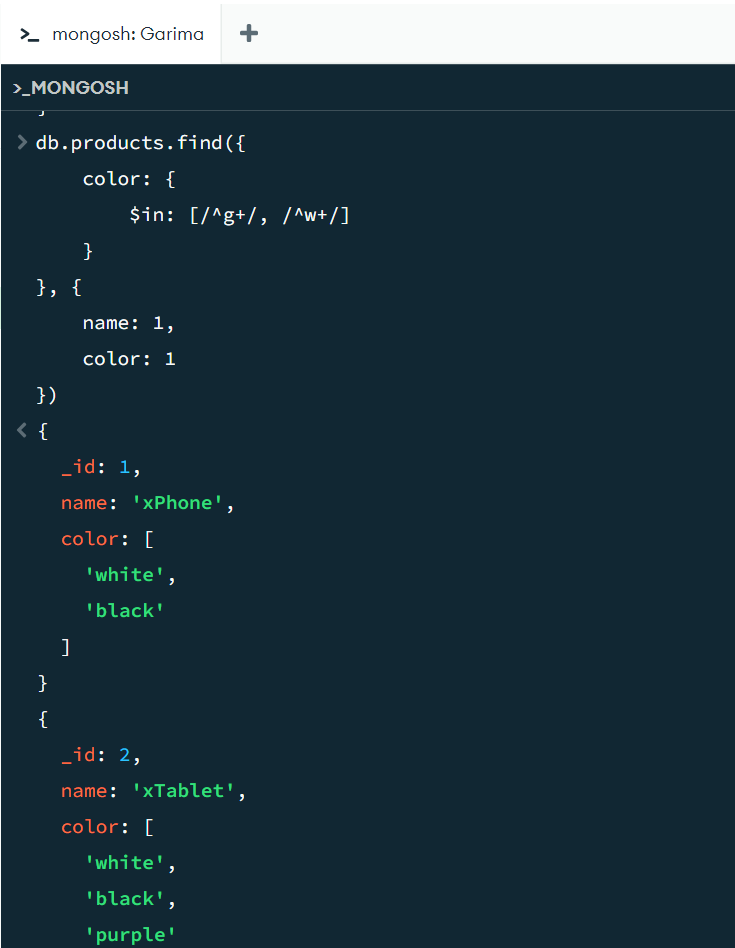 >_ mongosh: Garima +
>_MONGOSH
}
> db.products.find({
    color: {
        $in: [/^g+/, /^w+/]
    }
}, {
    name: 1,
    color: 1
})
< {
  _id: 1,
  name: 'xPhone',
  color: [
    'white',
    'black'
  ]
}
{
  _id: 2,
  name: 'xTablet',
  color: [
    'white',
    'black',
    'purple'